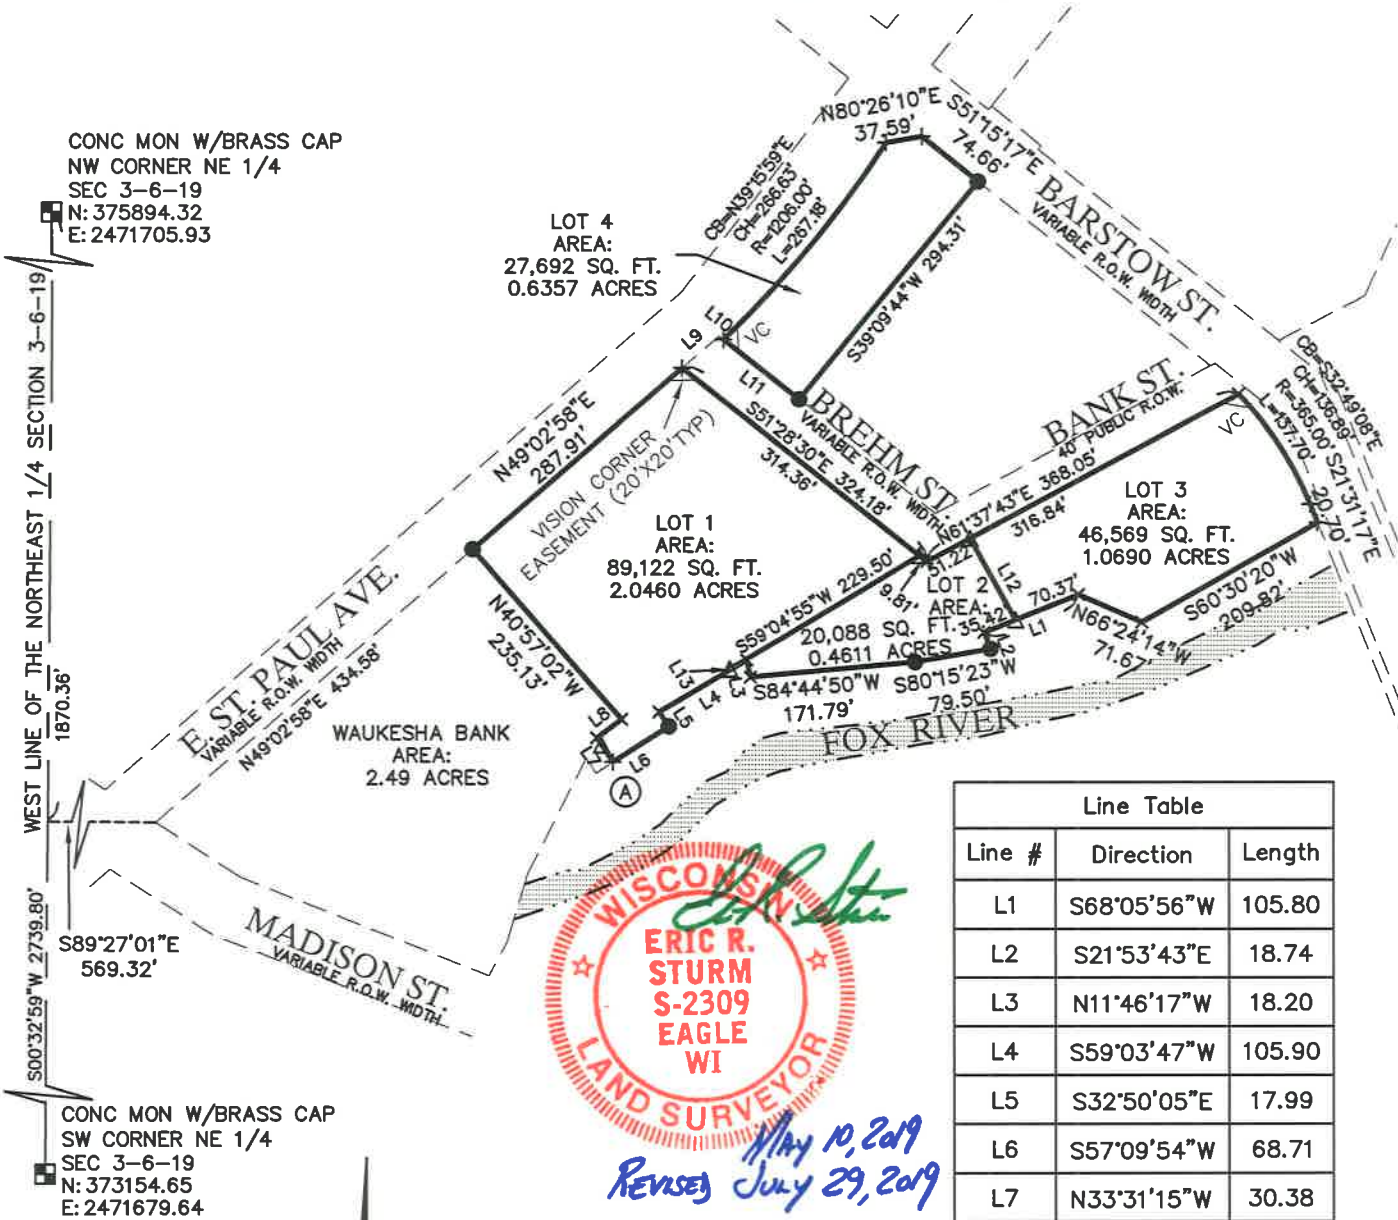 CONC MON W/BRASS CAP
NW CORNER NE 1/4
SEC 3-6-19
N: 375894.32
E: 2471705.93
WEST LINE OF THE NORTHEAST 1/4 SECTION 3-6-19
1870.36'
S00°32'59"W 2739.80'
S89°27'01"E
569.32'
CONC MON W/BRASS CAP
SW CORNER NE 1/4
SEC 3-6-19
N: 373154.65
E: 2471679.64
N80°26'10"E
37.59'
S51°15'17"E
74.66'
BARSTOW ST.
VARIABLE R.O.W. WIDTH
CB=N39°15'59"E
CH=266.63'
R=1206.00'
L=267.18'
LOT 4
AREA:
27,692 SQ. FT.
0.6357 ACRES
S39°09'44"W 294.31'
L10
VC
L9
L11
BREHM ST.
VARIABLE R.O.W. WIDTH
BANK ST.
40' PUBLIC R.O.W.
CB=S32°49'08"E
CH=136.89'
R=365.00'
L=137.70'
S21°31'17"E
20.70'
VC
N49°02'58"E
287.91'
VISION CORNER
EASEMENT (20'X20' TYP)
S51°28'30"E 324.18'
314.36'
N61°37'43"E 368.05'
316.84'
51.22'
9.81'
LOT 1
AREA:
89,122 SQ. FT.
2.0460 ACRES
LOT 3
AREA:
46,569 SQ. FT.
1.0690 ACRES
L12
LOT 2
AREA:
20,088 SQ. FT.
0.4611 ACRES
70.37'
35.42'
L1
L2
N66°24'14"W
71.67'
S60°30'20"W
209.82'
S59°04'55"W 229.50'
N40°57'02"W
235.13'
L13
L3
L4
L5
L6
L7
L8
A
S84°44'50"W
171.79'
S80°15'23"W
79.50'
FOX RIVER
E. ST. PAUL AVE.
VARIABLE R.O.W. WIDTH
N49°02'58"E 434.58'
WAUKESHA BANK
AREA:
2.49 ACRES
MADISON ST.
VARIABLE R.O.W. WIDTH
WISCONSIN
ERIC R.
STURM
S-2309
EAGLE
WI
LAND SURVEYOR
MAY 10, 2019
REVISED JULY 29, 2019
Line Table
Line # Direction Length
L1 S68°05'56"W 105.80
L2 S21°53'43"E 18.74
L3 N11°46'17"W 18.20
L4 S59°03'47"W 105.90
L5 S32°50'05"E 17.99
L6 S57°09'54"W 68.71
L7 N33°31'15"W 30.38